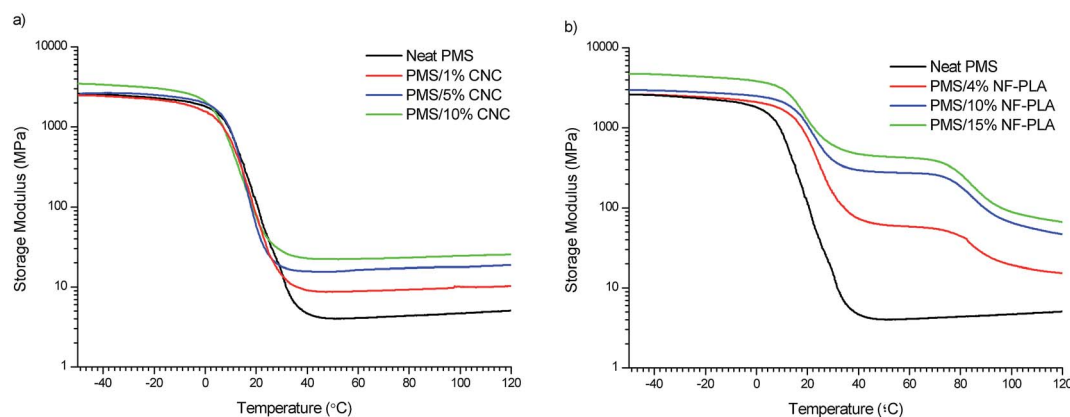 a)
10000
1000
100
10
1
Storage Modulus (MPa)
Neat PMS
PMS/1% CNC
PMS/5% CNC
PMS/10% CNC
-40 -20 0 20 40 60 80 100 120
Temperature (°C)
b)
10000
1000
100
10
1
Storage Modulus (MPa)
Neat PMS
PMS/4% NF-PLA
PMS/10% NF-PLA
PMS/15% NF-PLA
-40 -20 0 20 40 60 80 100 120
Temperature (♮C)